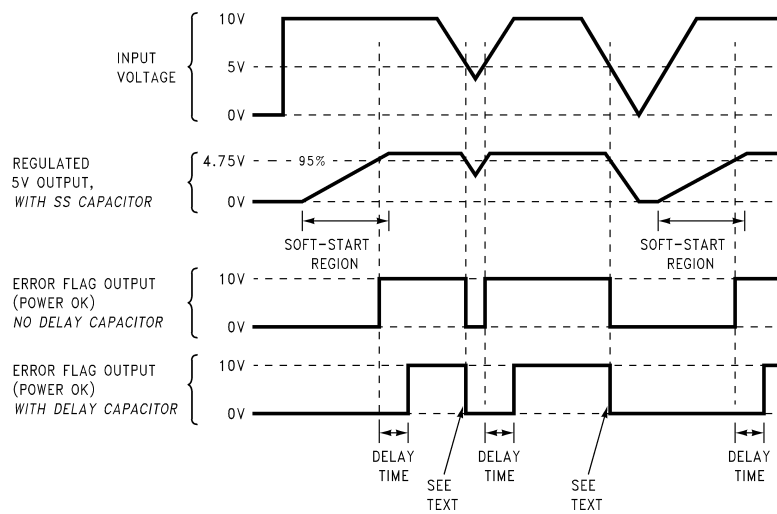 10V
INPUT
VOLTAGE
5V
0V
REGULATED
5V OUTPUT,
WITH SS CAPACITOR
4.75V
95%
0V
SOFT-START
REGION
SOFT-START
REGION
ERROR FLAG OUTPUT
(POWER OK)
NO DELAY CAPACITOR
10V
0V
ERROR FLAG OUTPUT
(POWER OK)
WITH DELAY CAPACITOR
10V
0V
DELAY
TIME
SEE
TEXT
DELAY
TIME
SEE
TEXT
DELAY
TIME